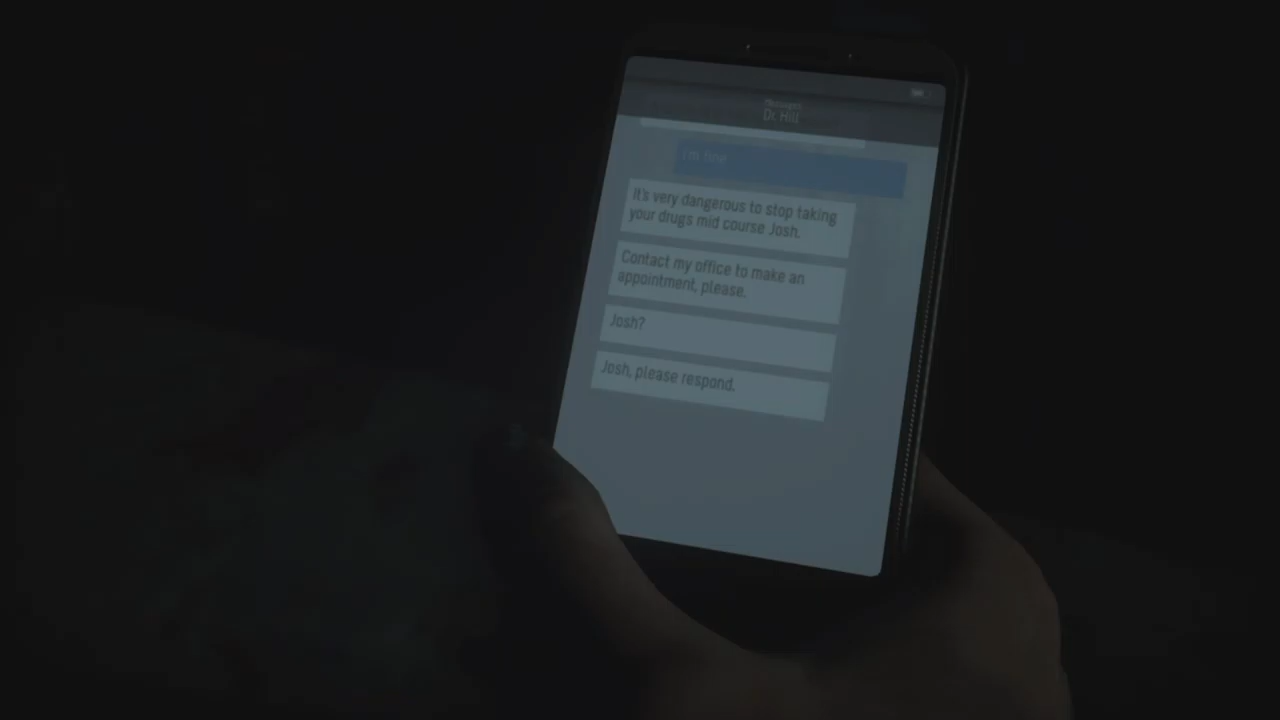 Messages
Dr. Hill
I'm fine
It's very dangerous to stop taking
your drugs mid course Josh.
Contact my office to make an
appointment, please.
Josh?
Josh, please respond.